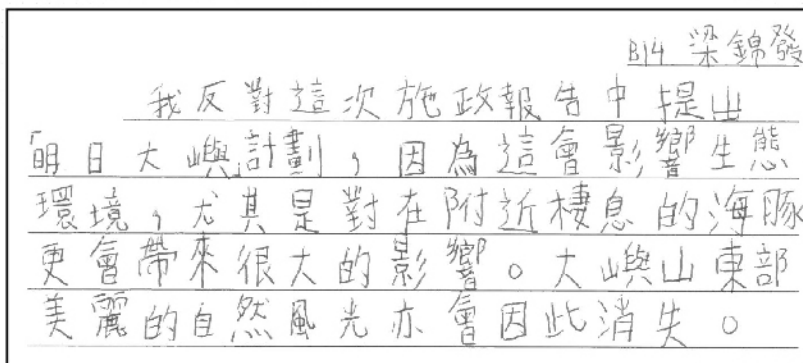 B14 梁錦發
我反對這次施政報告中提出
「明日大嶼」計劃，因為這會影響生態
環境，尤其是對在附近棲息的海豚
更會帶來很大的影響。大嶼山東部
美麗的自然風光亦會因此消失。